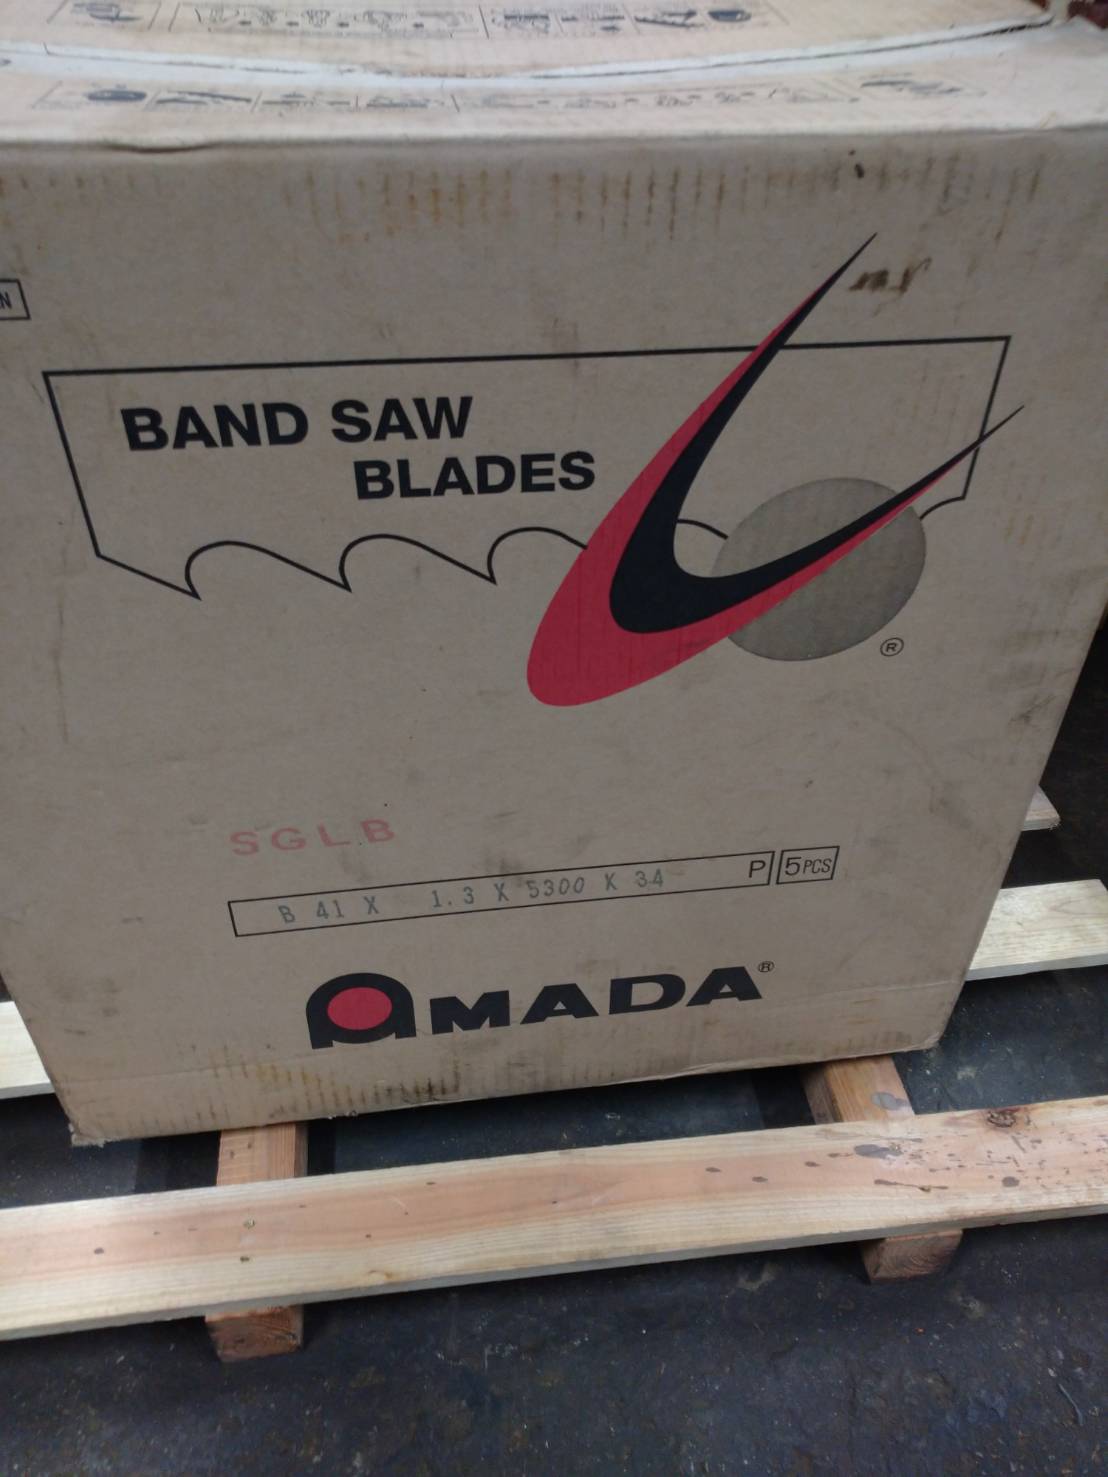 N
BAND SAW
BLADES
®
SGLB
B 41 X 1.3 X 5300 X 34 P 5PCS
AMADA®